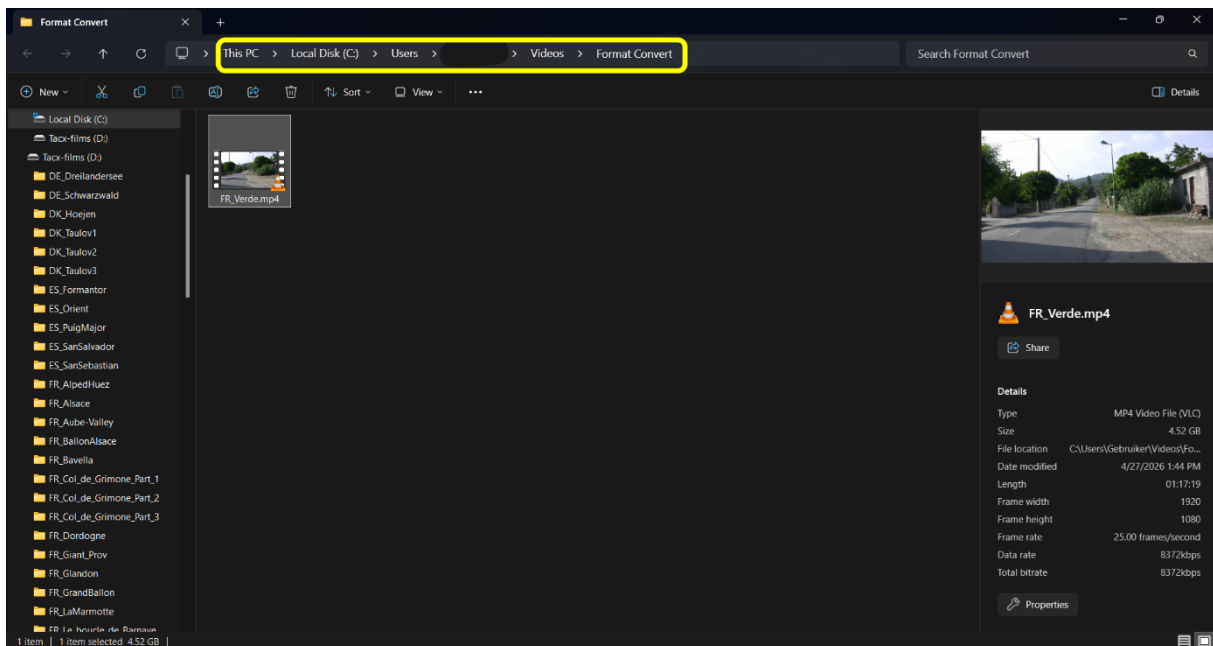 Format Convert
This PC > Local Disk (C:) > Users > > Videos > Format Convert
Search Format Convert
New
Sort
View
Details
Local Disk (C:)
Tacx-films (D:)
Tacx-films (D:)
DE_Dreilandersee
DE_Schwarzwald
DK_Hoejen
DK_Taulov1
DK_Taulov2
DK_Taulov3
ES_Formantor
ES_Orient
ES_PuigMajor
ES_SanSalvador
ES_SanSebastian
FR_AlpedHuez
FR_Alsace
FR_Aube-Valley
FR_BallonAlsace
FR_Bavella
FR_Col_de_Grimone_Part_1
FR_Col_de_Grimone_Part_2
FR_Col_de_Grimone_Part_3
FR_Dordogne
FR_Giant_Prov
FR_Glandon
FR_GrandBallon
FR_LaMarmotte
FR_Le_boucle_de_Barnave
FR_Verde.mp4
FR_Verde.mp4
Share
Details
Type MP4 Video File (VLC)
Size 4.52 GB
File location C:\Users\Gebruiker\Videos\Fo...
Date modified 4/27/2026 1:44 PM
Length 01:17:19
Frame width 1920
Frame height 1080
Frame rate 25.00 frames/second
Data rate 8372kbps
Total bitrate 8372kbps
Properties
1 item | 1 item selected 4.52 GB |